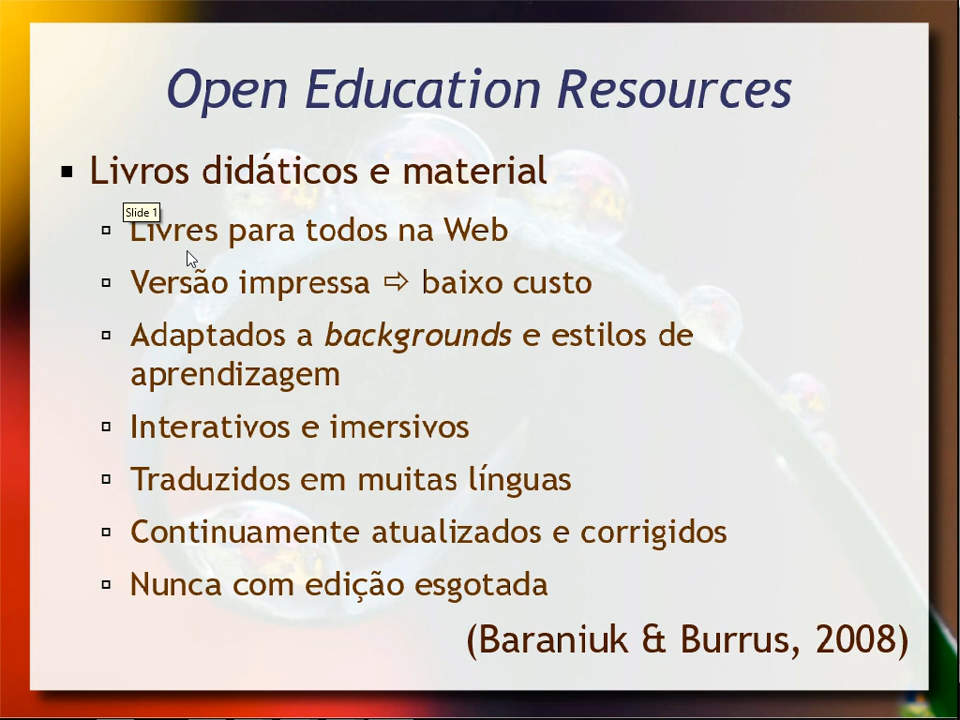 Open Education Resources
Livros didáticos e material
Slide 1
Livres para todos na Web
Versão impressa ⇨ baixo custo
Adaptados a backgrounds e estilos de
aprendizagem
Interativos e imersivos
Traduzidos em muitas línguas
Continuamente atualizados e corrigidos
Nunca com edição esgotada
(Baraniuk & Burrus, 2008)